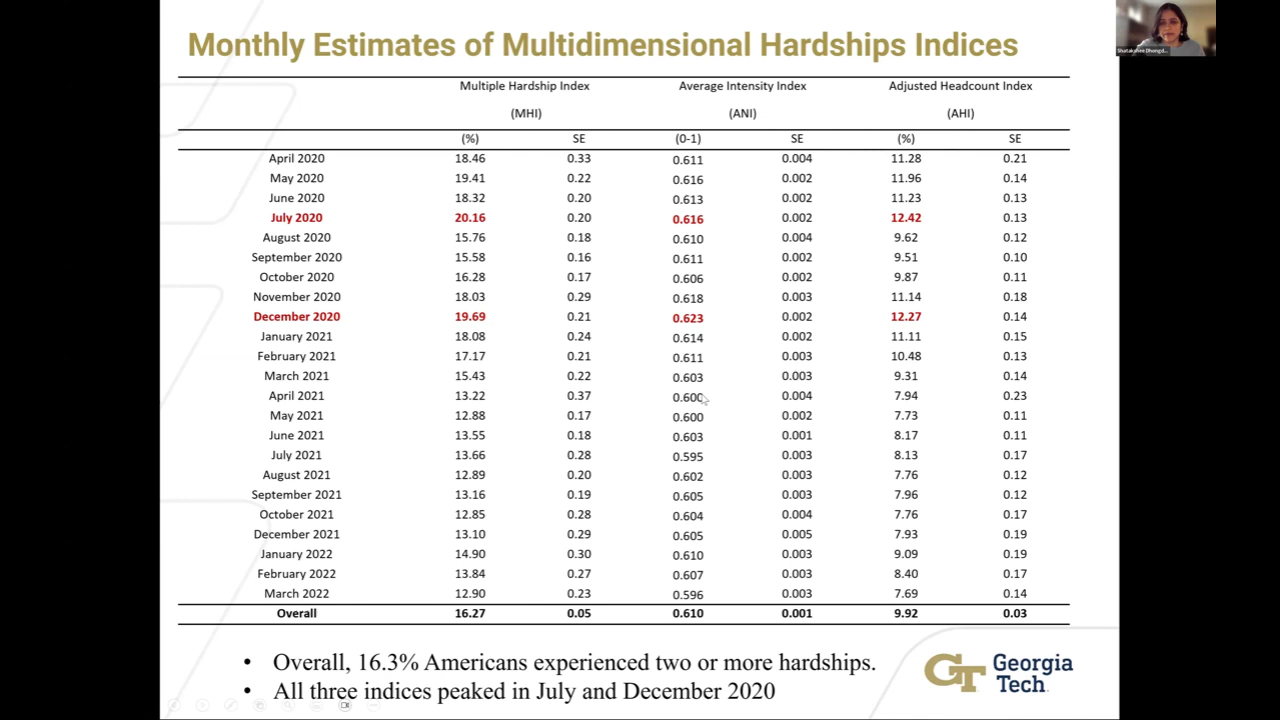 Monthly Estimates of Multidimensional Hardships Indices
Multiple Hardship Index Average Intensity Index Adjusted Headcount Index
(MHI) (ANI) (AHI)
(%) SE (0-1) SE (%) SE
April 2020 18.46 0.33 0.611 0.004 11.28 0.21
May 2020 19.41 0.22 0.616 0.002 11.96 0.14
June 2020 18.32 0.20 0.613 0.002 11.23 0.13
July 2020 20.16 0.20 0.616 0.002 12.42 0.13
August 2020 15.76 0.18 0.610 0.004 9.62 0.12
September 2020 15.58 0.16 0.611 0.002 9.51 0.10
October 2020 16.28 0.17 0.606 0.002 9.87 0.11
November 2020 18.03 0.29 0.618 0.003 11.14 0.18
December 2020 19.69 0.21 0.623 0.002 12.27 0.14
January 2021 18.08 0.24 0.614 0.002 11.11 0.15
February 2021 17.17 0.21 0.611 0.003 10.48 0.13
March 2021 15.43 0.22 0.603 0.003 9.31 0.14
April 2021 13.22 0.37 0.600 0.004 7.94 0.23
May 2021 12.88 0.17 0.600 0.002 7.73 0.11
June 2021 13.55 0.18 0.603 0.001 8.17 0.11
July 2021 13.66 0.28 0.595 0.003 8.13 0.17
August 2021 12.89 0.20 0.602 0.003 7.76 0.12
September 2021 13.16 0.19 0.605 0.003 7.96 0.12
October 2021 12.85 0.28 0.604 0.004 7.76 0.17
December 2021 13.10 0.29 0.605 0.005 7.93 0.19
January 2022 14.90 0.30 0.610 0.003 9.09 0.19
February 2022 13.84 0.27 0.607 0.003 8.40 0.17
March 2022 12.90 0.23 0.596 0.003 7.69 0.14
Overall 16.27 0.05 0.610 0.001 9.92 0.03
• Overall, 16.3% Americans experienced two or more hardships.
• All three indices peaked in July and December 2020
GT Georgia
Tech